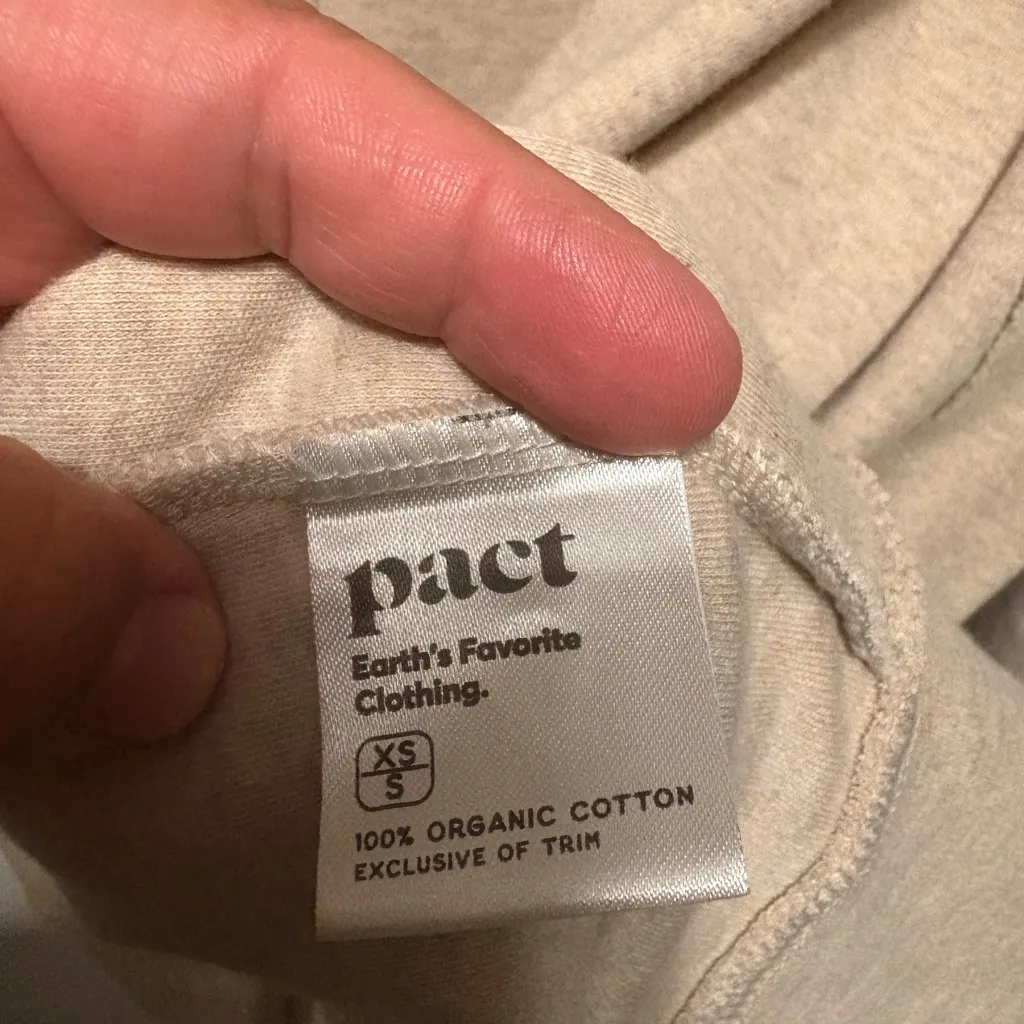 pact
Earth's Favorite
Clothing.
XS
S
100% ORGANIC COTTON
EXCLUSIVE OF TRIM